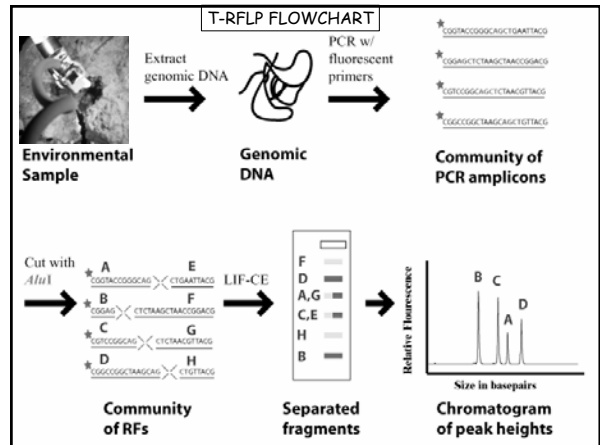 T-RFLP FLOWCHART
Extract
genomic DNA
PCR w/
fluorescent
primers
CGGTACCGGGCAGCTGAATTACG
CGGAGCTCTAAGCTAACCGGACG
CGTCCGGCAGCTCTAACGTTACG
CGGCCGGCTAAGCAGCTGTTACG
Environmental
Sample
Genomic
DNA
Community of
PCR amplicons
Cut with
AluI
A
E
CGGTACCGGGCAG
CTGAATTACG
B
F
CGGAG
CTCTAAGCTAACCGGACG
C
G
CGTCCGGCAG
CTCTAACGTTACG
D
H
CGGCCGGCTAAGCAG
CTGTTACG
Community
of RFs
LIF-CE
F
D
A,G
C,E
H
B
Separated
fragments
Relative Fluorescence
B
C
A
D
Size in basepairs
Chromatogram
of peak heights